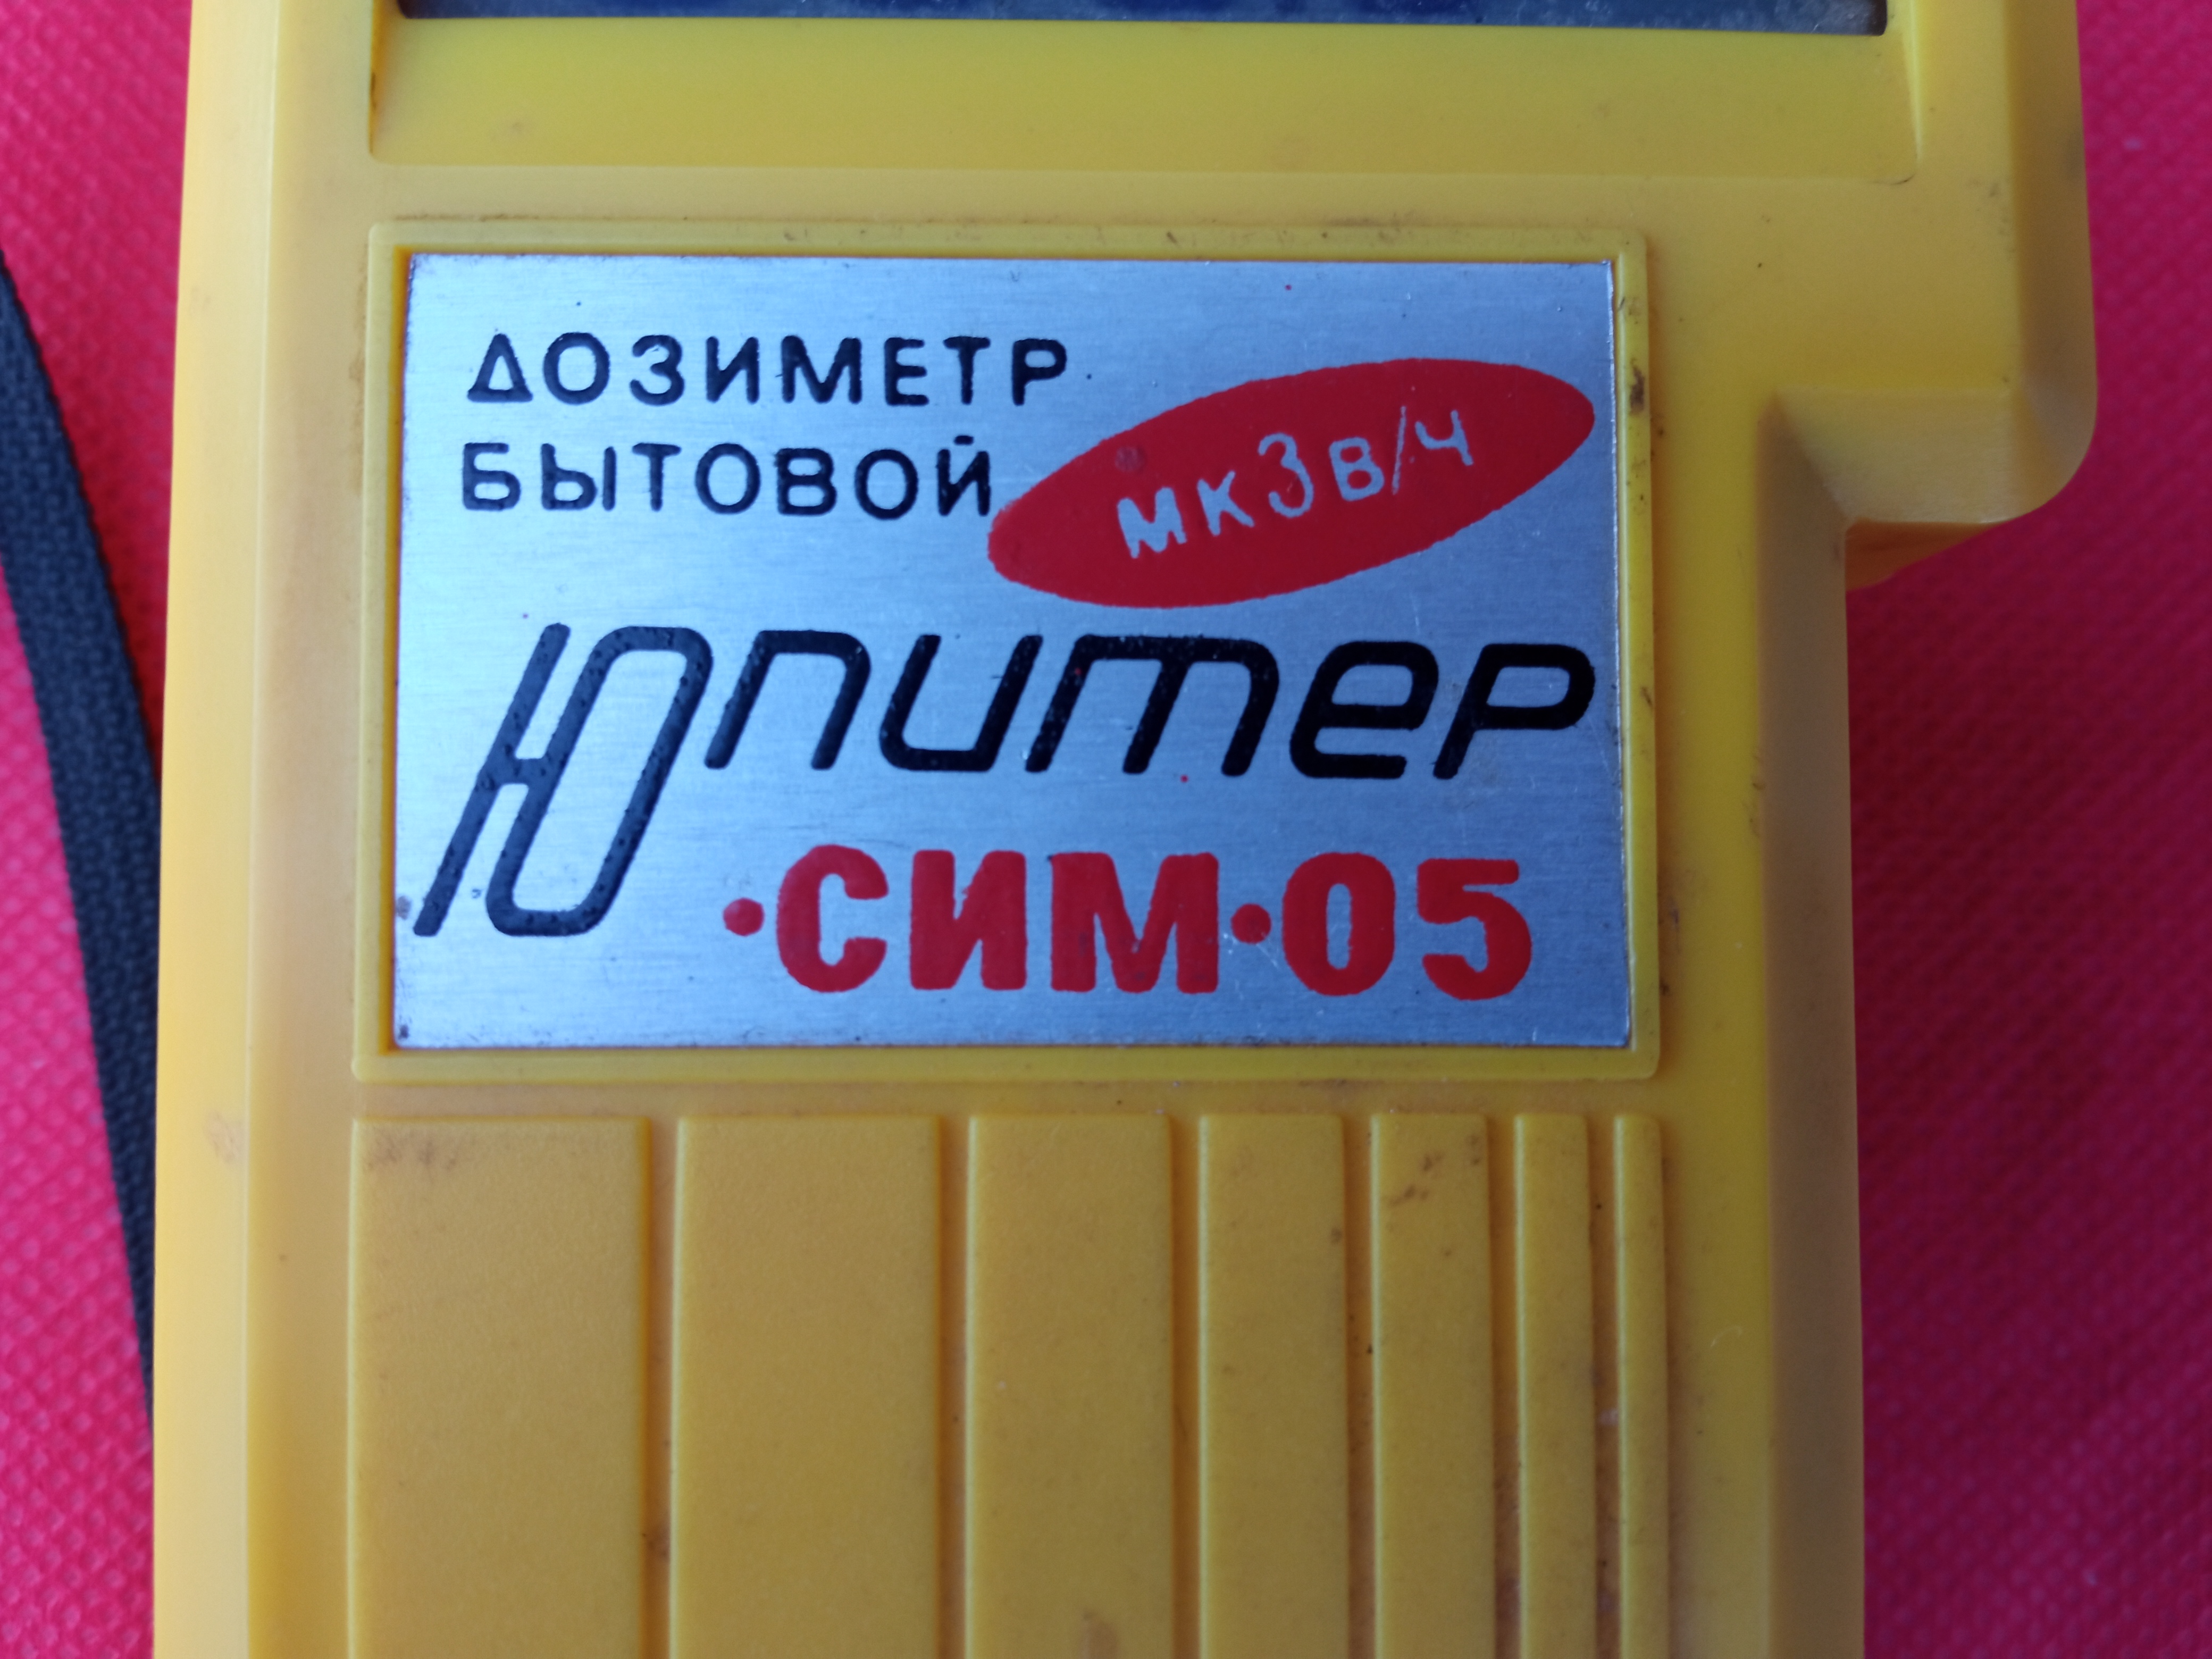 ДОЗИМЕТР
БЫТОВОЙ
мкЗв/ч
Юпитер
·СИМ·05